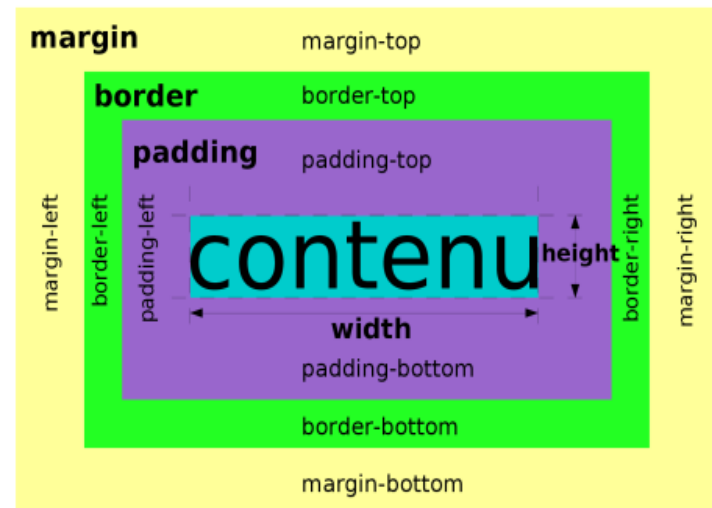 margin
margin-top
border
border-top
padding
padding-top
margin-left
border-left
padding-left
contenu
height
border-right
margin-right
width
padding-bottom
border-bottom
margin-bottom